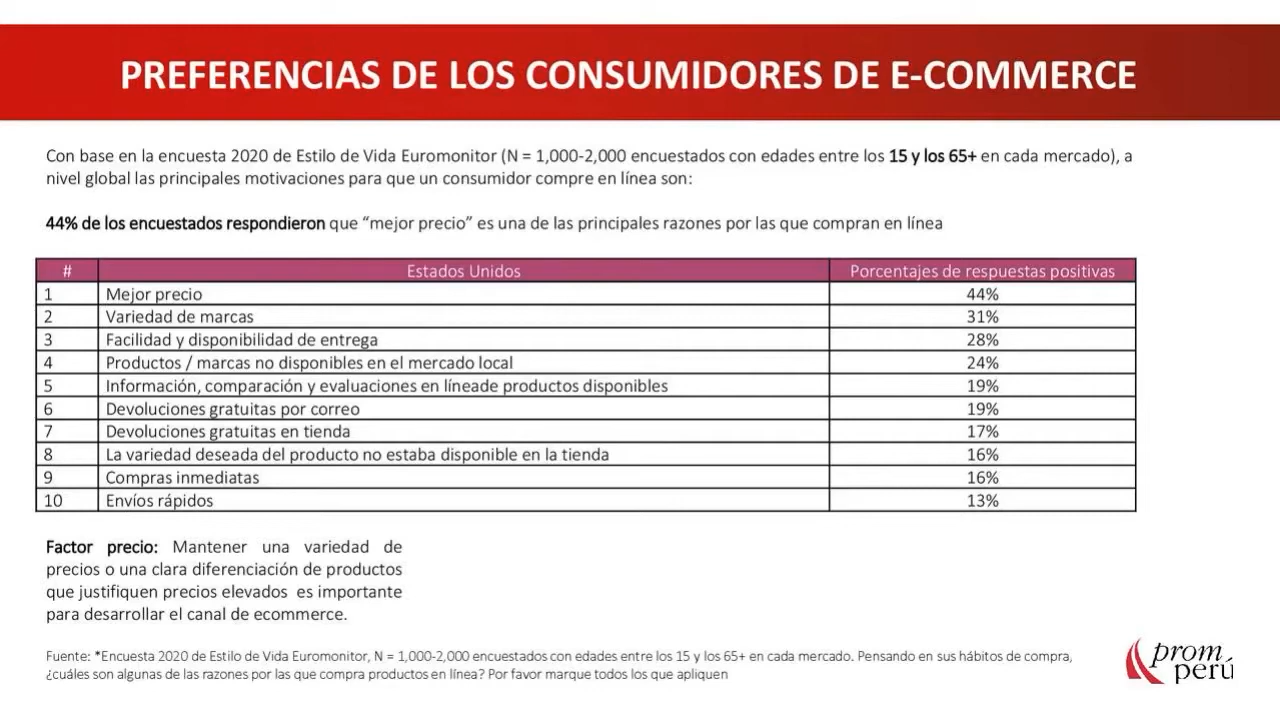 PREFERENCIAS DE LOS CONSUMIDORES DE E-COMMERCE
Con base en la encuesta 2020 de Estilo de Vida Euromonitor (N = 1,000-2,000 encuestados con edades entre los 15 y los 65+ en cada mercado), a
nivel global las principales motivaciones para que un consumidor compre en línea son:
44% de los encuestados respondieron que “mejor precio” es una de las principales razones por las que compran en línea
# Estados Unidos Porcentajes de respuestas positivas
1 Mejor precio 44%
2 Variedad de marcas 31%
3 Facilidad y disponibilidad de entrega 28%
4 Productos / marcas no disponibles en el mercado local 24%
5 Información, comparación y evaluaciones en líneade productos disponibles 19%
6 Devoluciones gratuitas por correo 19%
7 Devoluciones gratuitas en tienda 17%
8 La variedad deseada del producto no estaba disponible en la tienda 16%
9 Compras inmediatas 16%
10 Envíos rápidos 13%
Factor precio: Mantener una variedad de
precios o una clara diferenciación de productos
que justifiquen precios elevados es importante
para desarrollar el canal de ecommerce.
Fuente: *Encuesta 2020 de Estilo de Vida Euromonitor, N = 1,000-2,000 encuestados con edades entre los 15 y los 65+ en cada mercado. Pensando en sus hábitos de compra,
¿cuáles son algunas de las razones por las que compra productos en línea? Por favor marque todos los que apliquen
prom
perú